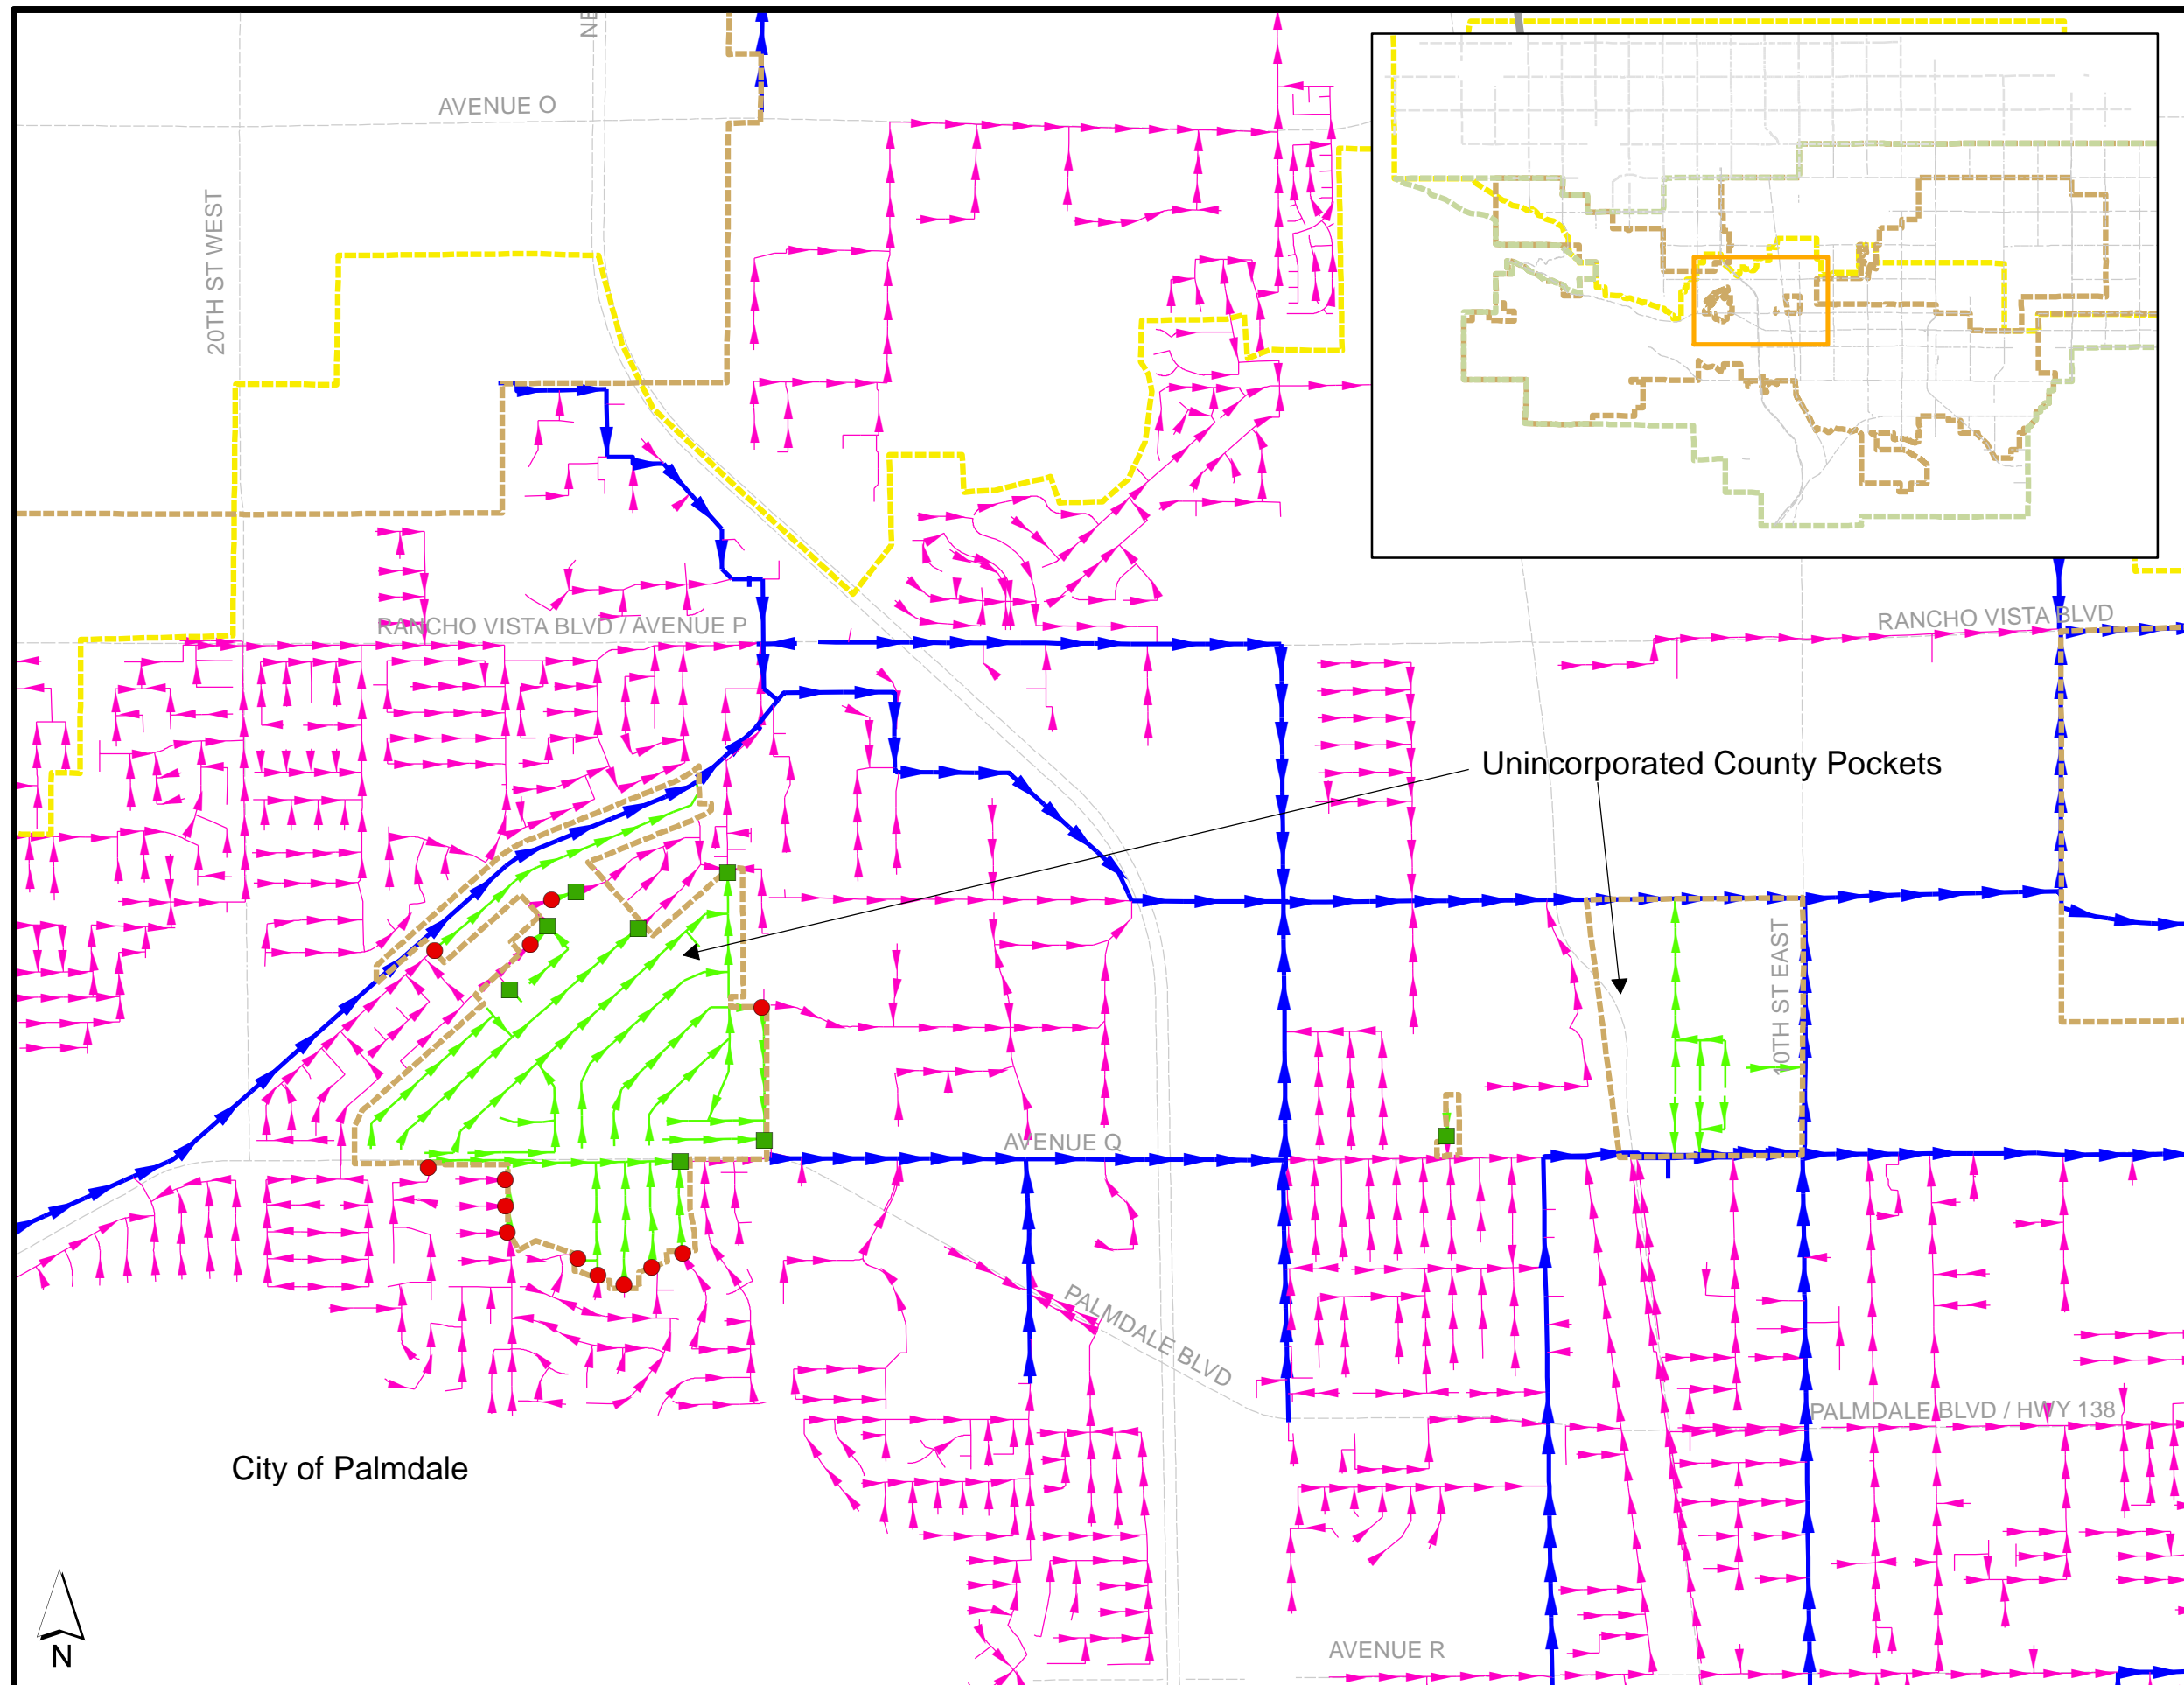 NE
AVENUE O
20TH ST WEST
RANCHO VISTA BLVD / AVENUE P
RANCHO VISTA BLVD
Unincorporated County Pockets
10TH ST EAST
AVENUE Q
PALMDALE BLVD
PALMDALE BLVD / HWY 138
City of Palmdale
N
AVENUE R